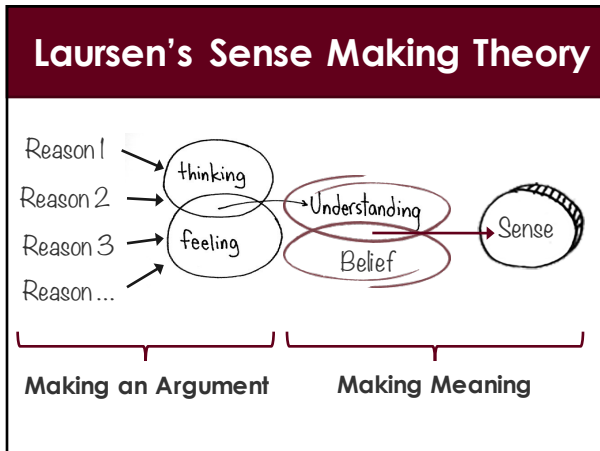 Laursen's Sense Making Theory
Reason 1
Reason 2
Reason 3
Reason ...
thinking
feeling
Understanding
Belief
Sense
Making an Argument
Making Meaning